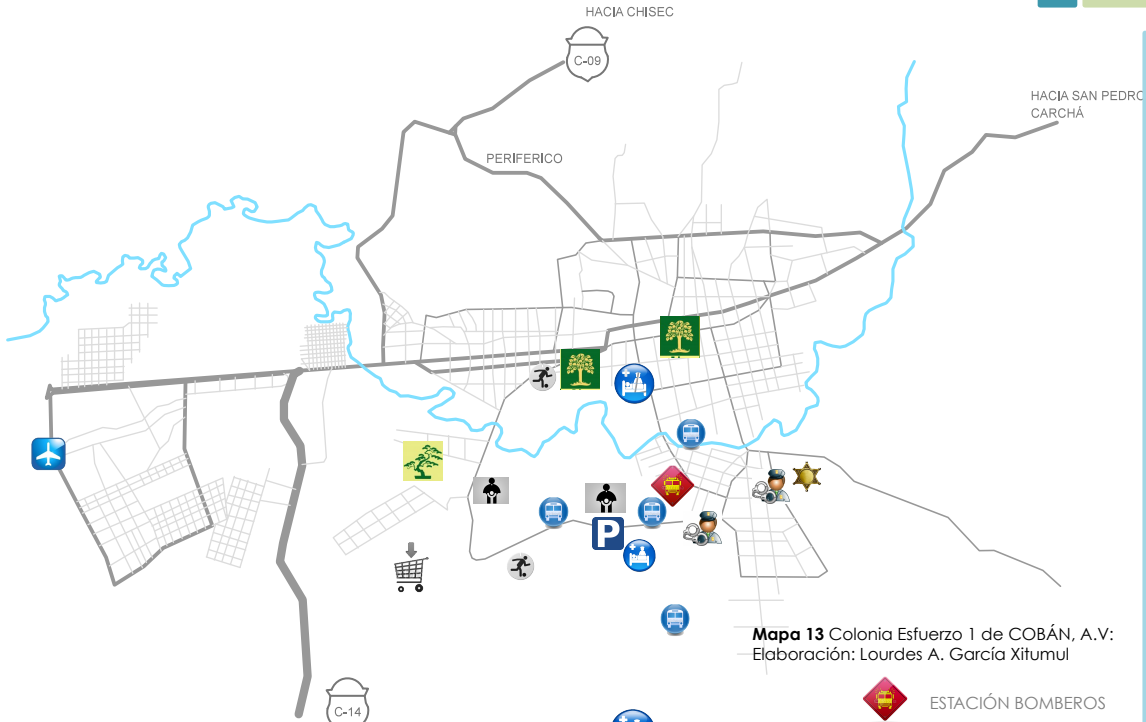 HACIA CHISEC
C-09
HACIA SAN PEDRO
CARCHÁ
PERIFERICO
P
Mapa 13 Colonia Esfuerzo 1 de COBÁN, A.V:
Elaboración: Lourdes A. García Xitumul
ESTACIÓN BOMBEROS
C-14